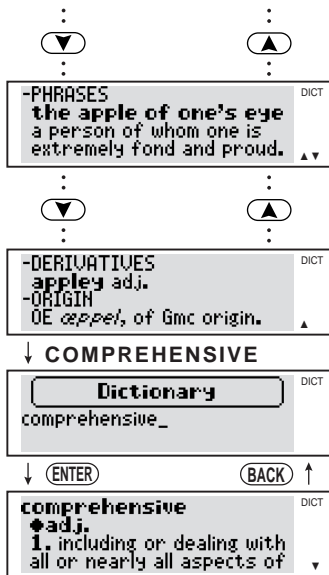 -PHRASES
DICT
the apple of one's eye
a person of whom one is
extremely fond and proud.
-DERIVATIVES
DICT
appley adj.
-ORIGIN
OE æppel, of Gmc origin.
↓ COMPREHENSIVE
Dictionary
DICT
comprehensive_
↓ ENTER BACK ↑
comprehensive
DICT
◆adj.
1. including or dealing with
all or nearly all aspects of